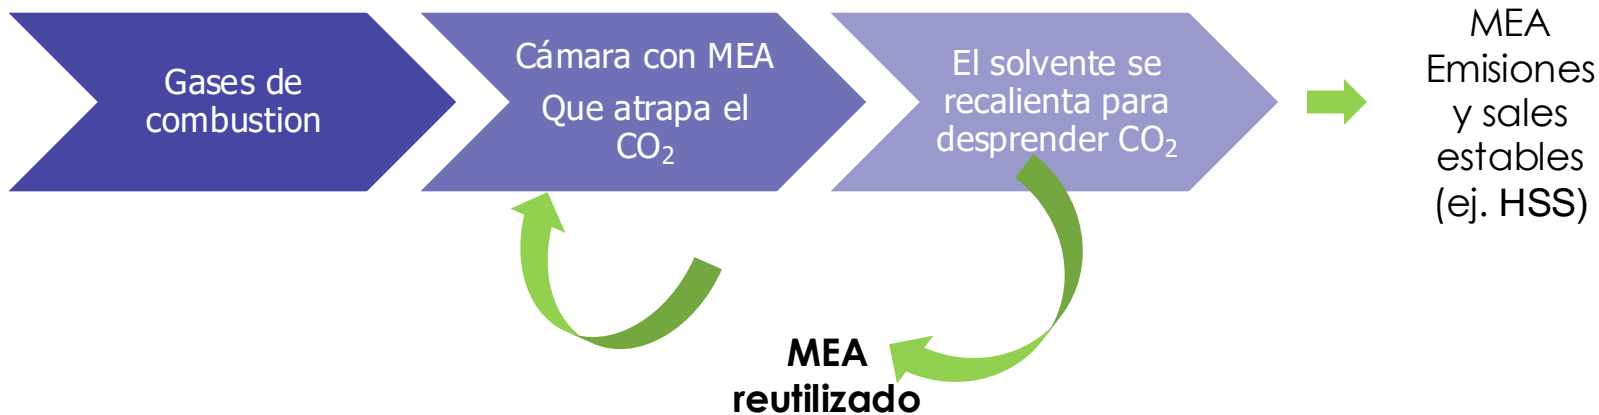 Gases de
combustion
Cámara con MEA
Que atrapa el
CO₂
El solvente se
recalienta para
desprender CO₂
MEA
Emisiones
y sales
estables
(ej. HSS)
MEA
reutilizado